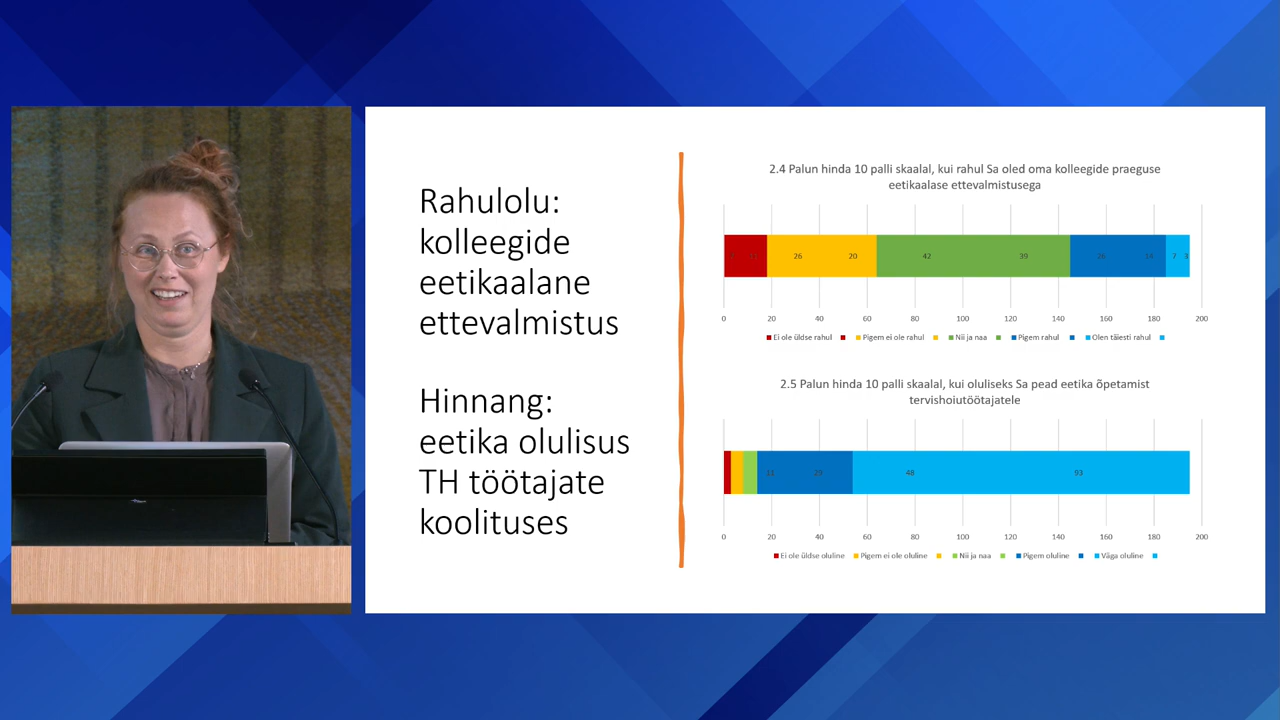 Rahulolu:
kolleegide
eetikaalane
ettevalmistus
Hinnang:
eetika olulisus
TH töötajate
koolituses
2.4 Palun hinda 10 palli skaalal, kui rahul Sa oled oma kolleegide praeguse
eetikaalase ettevalmistusega
26 20 42 39 26 14 7 3
0 20 40 60 80 100 120 140 160 180 200
Ei ole üldse rahul Pigem ei ole rahul Nii ja naa Pigem rahul Olen täiesti rahul
2.5 Palun hinda 10 palli skaalal, kui oluliseks Sa pead eetika õpetamist
tervishoiutöötajatele
11 29 48 93
0 20 40 60 80 100 120 140 160 180 200
Ei ole üldse oluline Pigem ei ole oluline Nii ja naa Pigem oluline Väga oluline